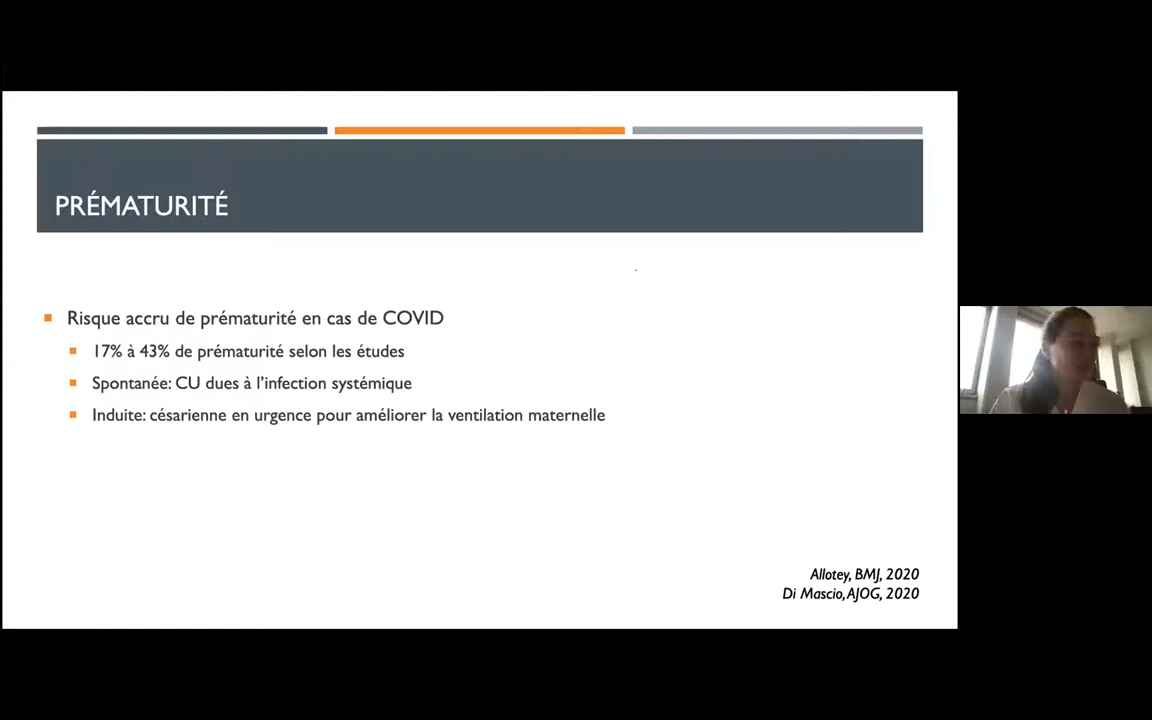 PRÉMATURITÉ
Risque accru de prématurité en cas de COVID
17% à 43% de prématurité selon les études
Spontanée: CU dues à l'infection systémique
Induite: césarienne en urgence pour améliorer la ventilation maternelle
Allotey, BMJ, 2020
Di Mascio, AJOG, 2020